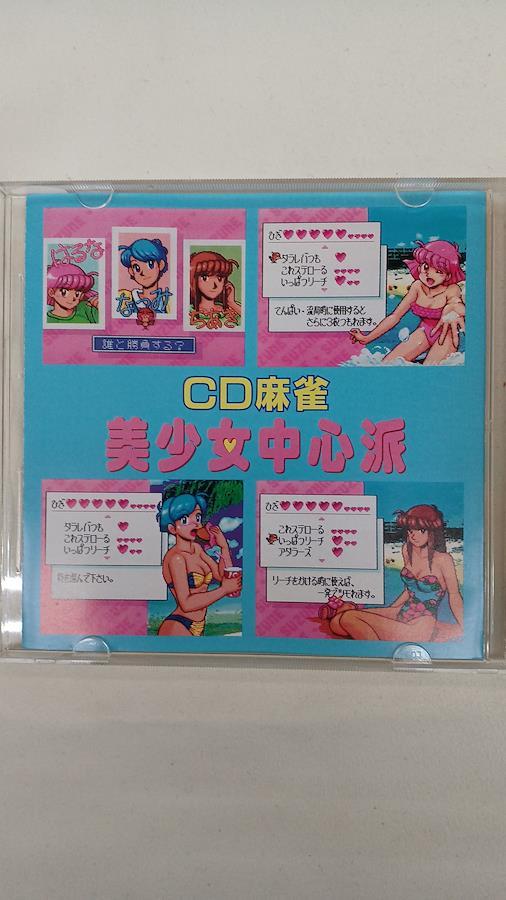 はるな
なるみ
ちあき
誰と勝負する?
ひざ
タラレバつも
これステローる
いっぱつリーチ
てんぱい・流局時に使用すると
さらに3枚つもれます。
CD麻雀
美少女中心派
ひざ
タラレバつも
これステローる
いっぱつリーチ
技を選んで下さい。
ひざ
これステローる
いっぱつリーチ
アタラーズ
リーチをかける時に使えば、
一発でツモれます。